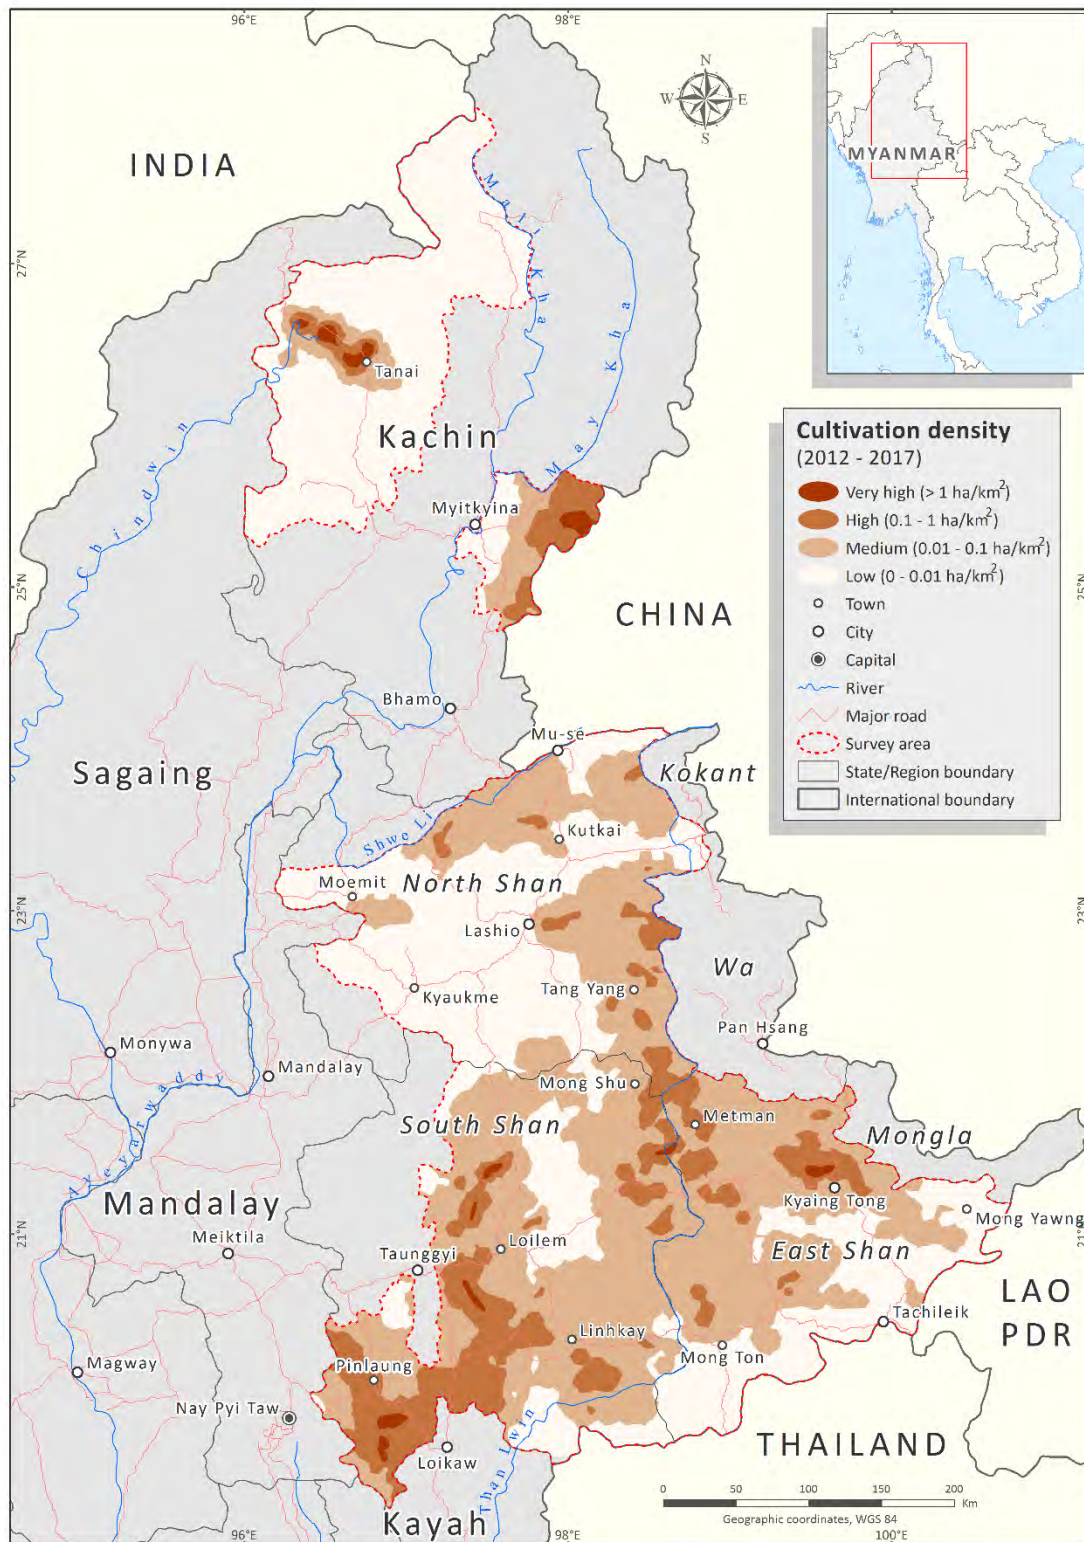 96°E
98°E
N
W
E
S
INDIA
MYANMAR
27°N
Mali Kha
May Kha
Tanai
Kachin
Chindwin
Myitkyina
Cultivation density
(2012 - 2017)
Very high (> 1 ha/km²)
High (0.1 - 1 ha/km²)
Medium (0.01 - 0.1 ha/km²)
Low (0 - 0.01 ha/km²)
Town
City
Capital
River
Major road
Survey area
State/Region boundary
International boundary
25°N
25°N
CHINA
Bhamo
Mu-se
Sagaing
Kokant
Shwe Li
Kutkai
Moemit
North Shan
23°N
23°N
Lashio
Wa
Kyaukme
Tang Yang
Pan Hsang
Monywa
Mandalay
Mong Shu
Ayeyarwaddy
South Shan
Metman
Mongla
Mandalay
Kyaing Tong
Mong Yawng
21°N
21°N
Meiktila
Loilem
East Shan
Taunggyi
LAO
PDR
Tachileik
Linhkay
Mong Ton
Magway
Pinlaung
Nay Pyi Taw
Loikaw
Than Lwin
THAILAND
Kayah
0 50 100 150 200
Km
Geographic coordinates, WGS 84
96°E
98°E
100°E